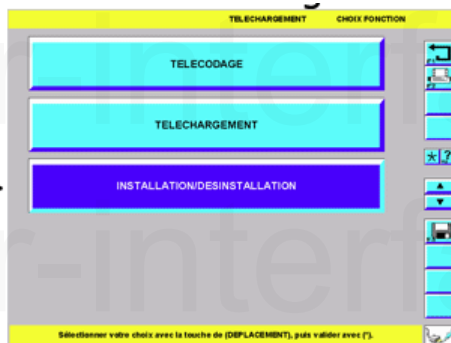 TELECHARGEMENT CHOIX FONCTION
TELECODAGE
TELECHARGEMENT
INSTALLATION/DESINSTALLATION
* ?
Sélectionner votre choix avec la touche de (DEPLACEMENT), puis valider avec (*).